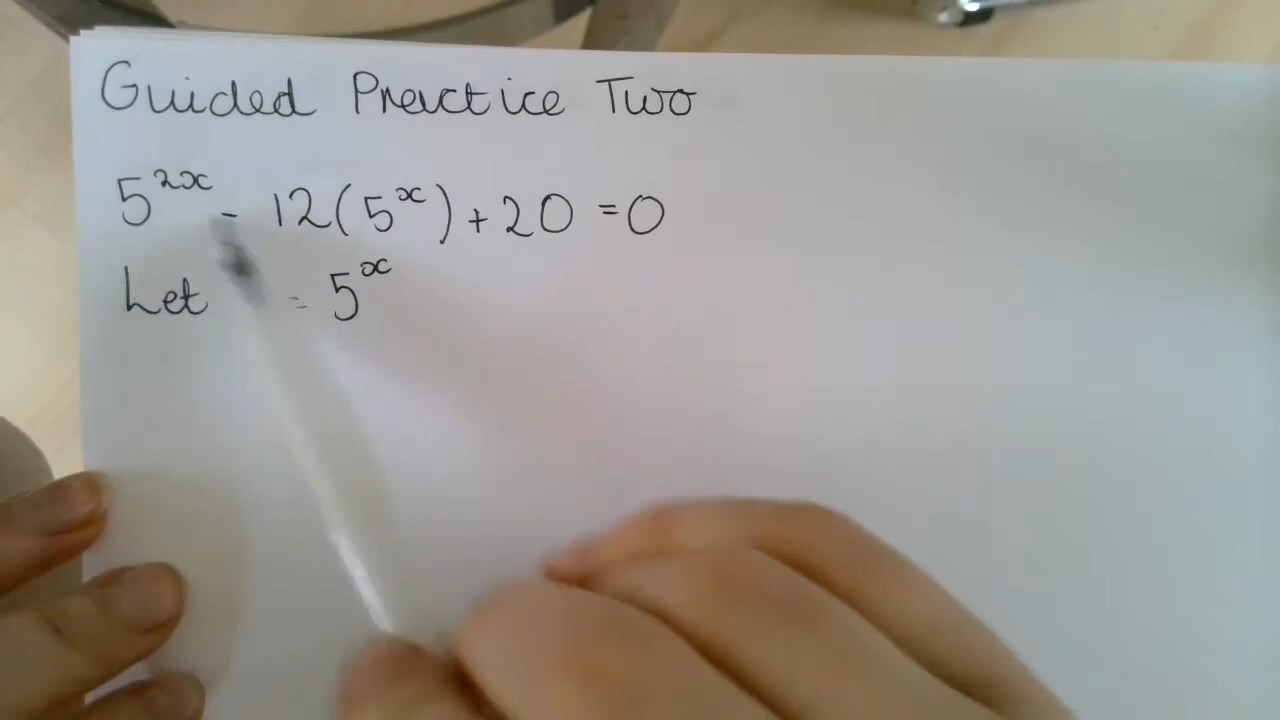 Guided Practice Two
5^{2x} - 12(5^x) + 20 = 0
Let = 5^x